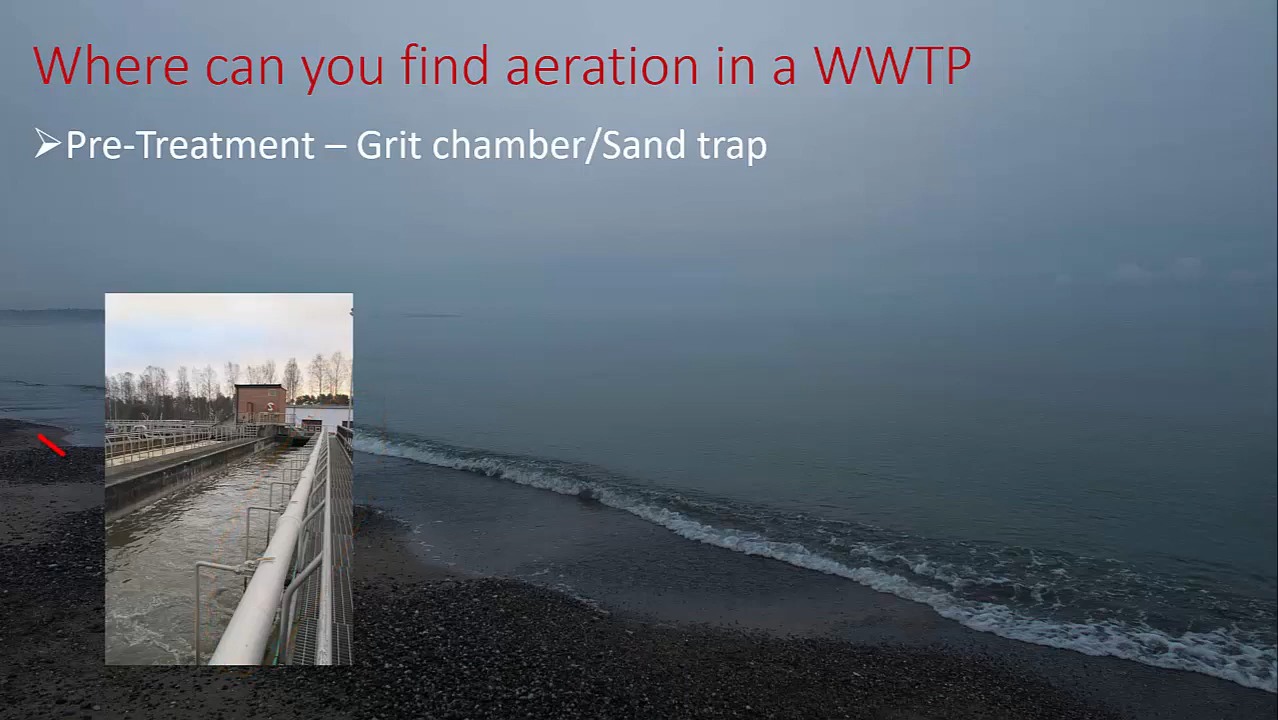 Where can you find aeration in a WWTP
➢Pre-Treatment – Grit chamber/Sand trap